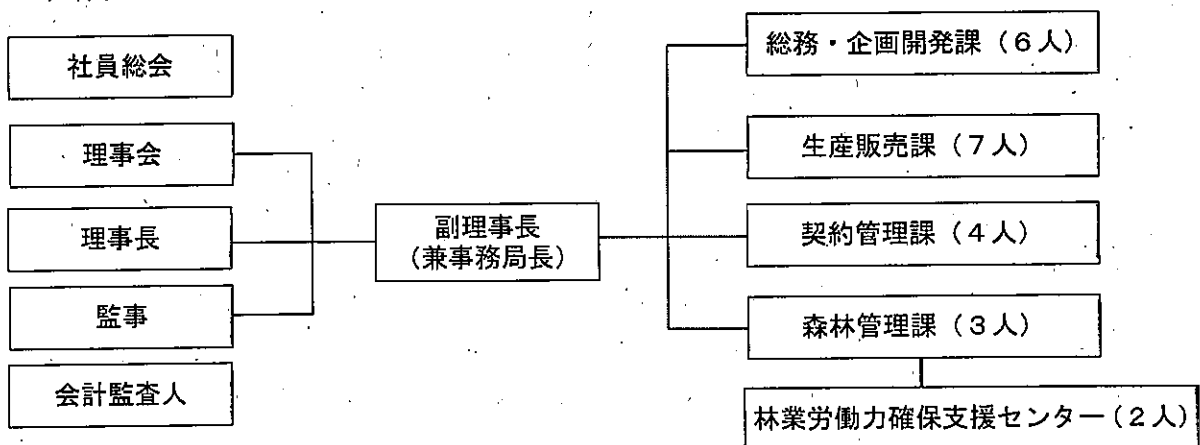 社員総会
理事会
理事長
監事
会計監査人
副理事長
(兼事務局長)
総務・企画開発課(6人)
生産販売課(7人)
契約管理課(4人)
森林管理課(3人)
林業労働力確保支援センター(2人)